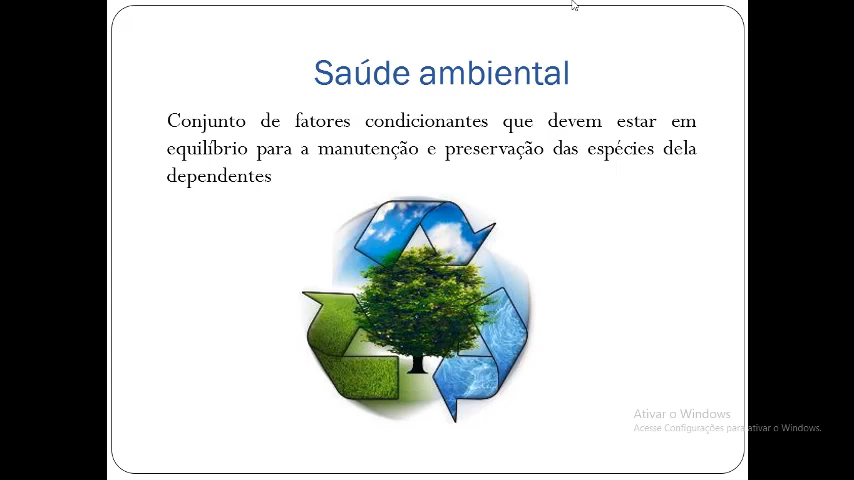 Saúde ambiental
Conjunto de fatores condicionantes que devem estar em
equilíbrio para a manutenção e preservação das espécies dela
dependentes
Ativar o Windows
Acesse Configurações para ativar o Windows.